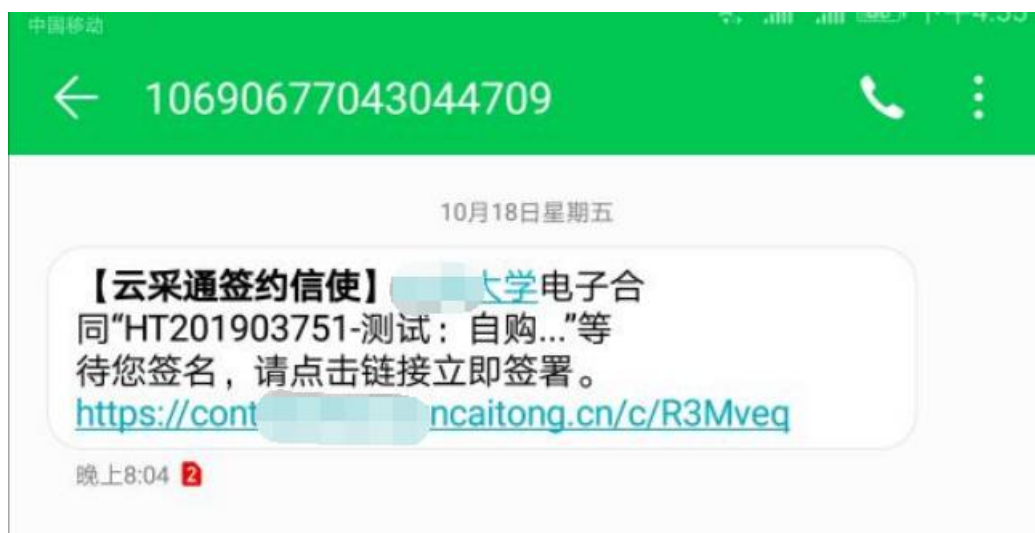 中国移动
10690677043044709
10月18日星期五
【云采通签约信使】 大学电子合
同“HT201903751-测试：自购...”等
待您签名，请点击链接立即签署。
https://cont ncaitong.cn/c/R3Mveq
晚上8:04 2